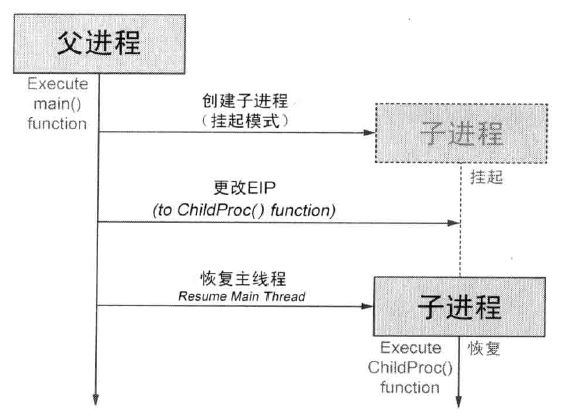 父进程
Execute
main()
function
创建子进程
（挂起模式）
子进程
挂起
更改EIP
(to ChildProc() function)
恢复主线程
Resume Main Thread
子进程
Execute
ChildProc()
function
恢复